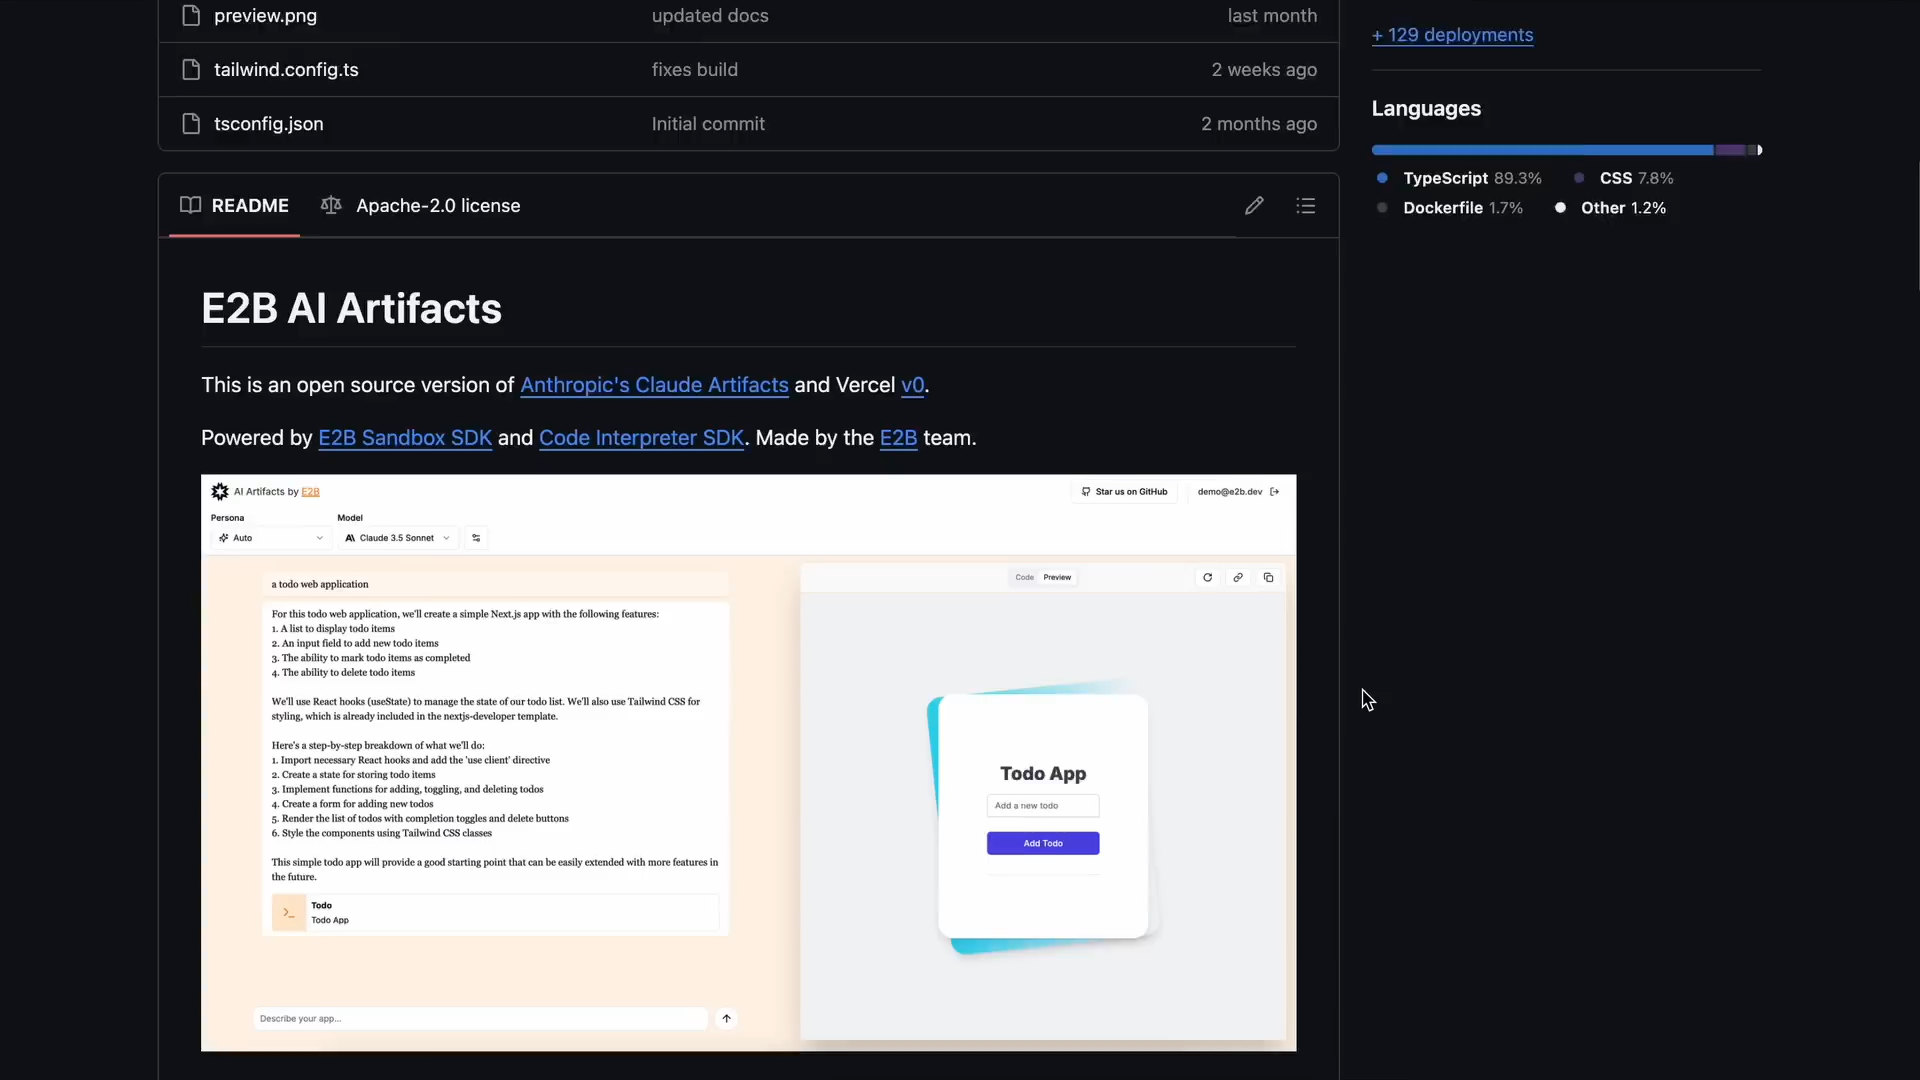 preview.png updated docs last month
tailwind.config.ts fixes build 2 weeks ago
tsconfig.json Initial commit 2 months ago
README Apache-2.0 license
E2B AI Artifacts
This is an open source version of Anthropic's Claude Artifacts and Vercel v0.
Powered by E2B Sandbox SDK and Code Interpreter SDK. Made by the E2B team.
AI Artifacts by E2B
Star us on GitHub
demo@e2b.dev
Persona Model
Auto Claude 3.5 Sonnet
a todo web application
For this todo web application, we'll create a simple Next.js app with the following features:
1. A list to display todo items
2. An input field to add new todo items
3. The ability to mark todo items as completed
4. The ability to delete todo items
We'll use React hooks (useState) to manage the state of our todo list. We'll also use Tailwind CSS for
styling, which is already included in the nextjs-developer template.
Here's a step-by-step breakdown of what we'll do:
1. Import necessary React hooks and add the 'use client' directive
2. Create a state for storing todo items
3. Implement functions for adding, toggling, and deleting todos
4. Create a form for adding new todos
5. Render the list of todos with completion toggles and delete buttons
6. Style the components using Tailwind CSS classes
This simple todo app will provide a good starting point that can be easily extended with more features in
the future.
Todo
Todo App
Describe your app...
Code Preview
Todo App
Add a new todo
Add Todo
+ 129 deployments
Languages
TypeScript 89.3% CSS 7.8%
Dockerfile 1.7% Other 1.2%